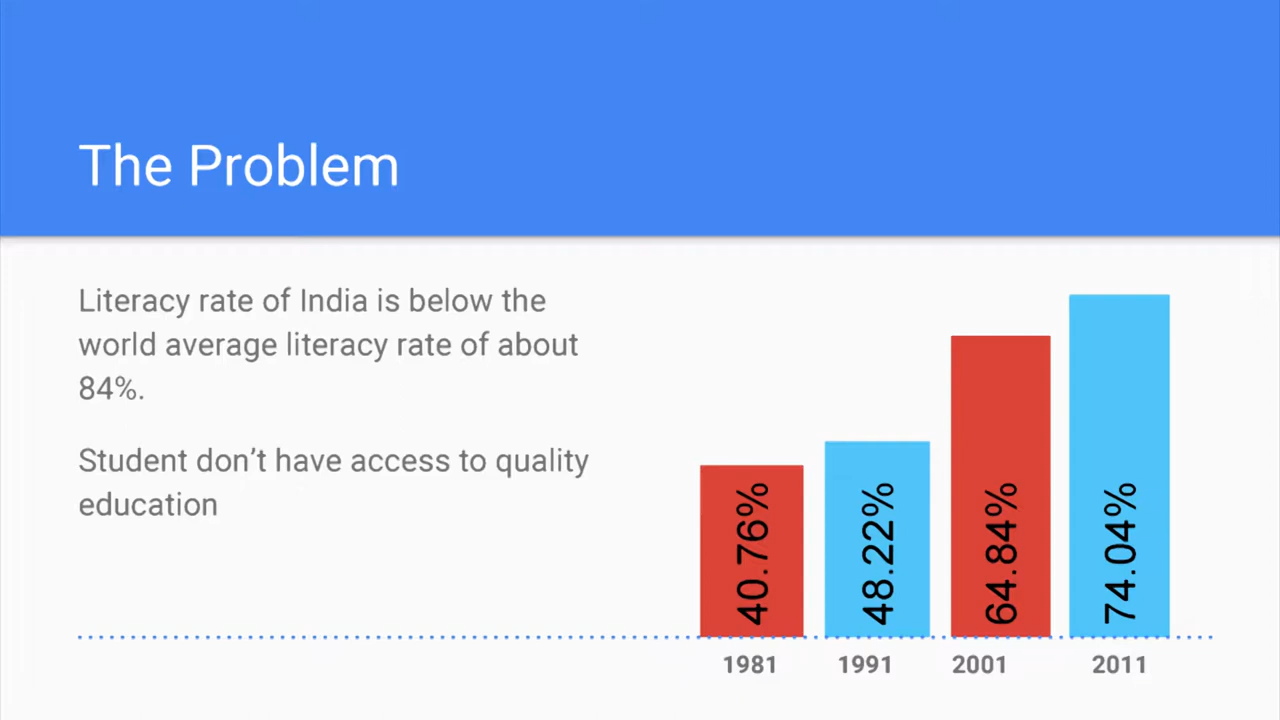 The Problem
Literacy rate of India is below the
world average literacy rate of about
84%.
Student don't have access to quality
education
40.76%
48.22%
64.84%
74.04%
1981
1991
2001
2011